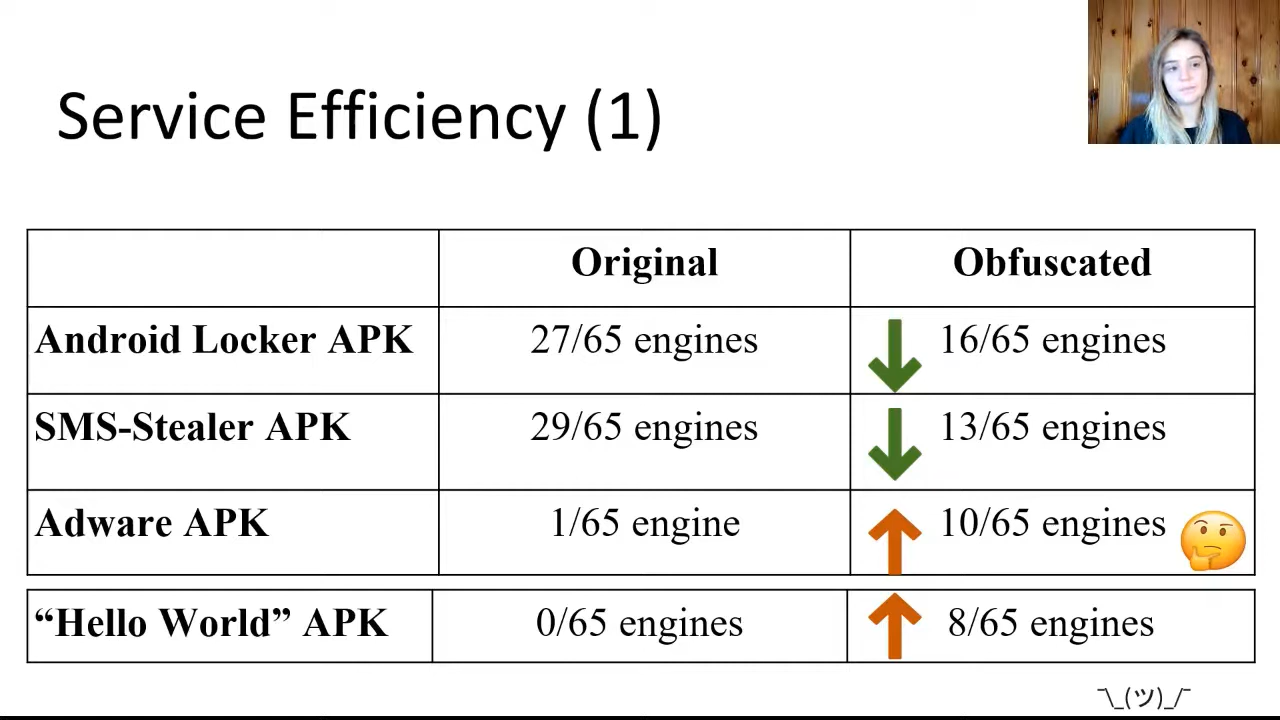 Service Efficiency (1)
Original Obfuscated
Android Locker APK 27/65 engines 16/65 engines
SMS-Stealer APK 29/65 engines 13/65 engines
Adware APK 1/65 engine 10/65 engines
“Hello World” APK 0/65 engines 8/65 engines
¯\_(ツ)_/¯